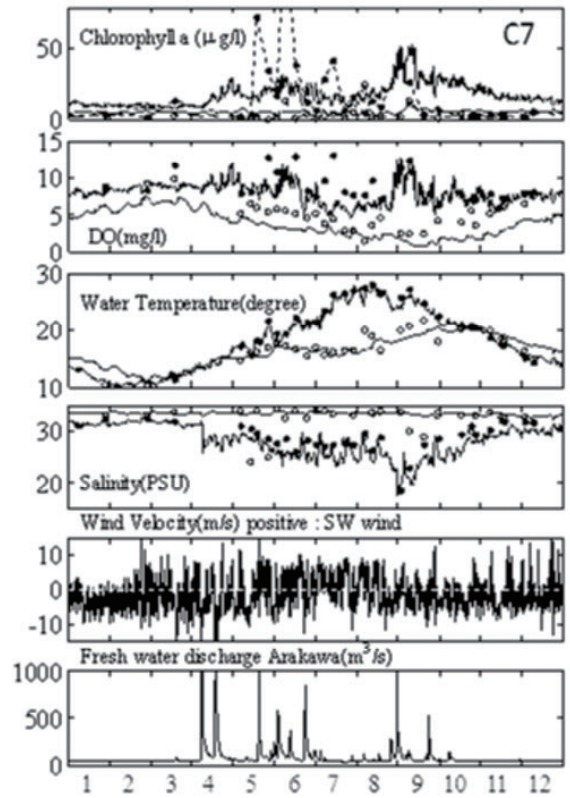 Chlorophyll a (μg/l) C7
50
0
15
10
5
0
DO(mg/l)
30
Water Temperature(degree)
20
10
30
20
Salinity(PSU)
Wind Velocity(m/s) positive : SW wind
10
0
-10
Fresh water discharge Arakawa(m³/s)
1000
500
0
1 2 3 4 5 6 7 8 9 10 11 12